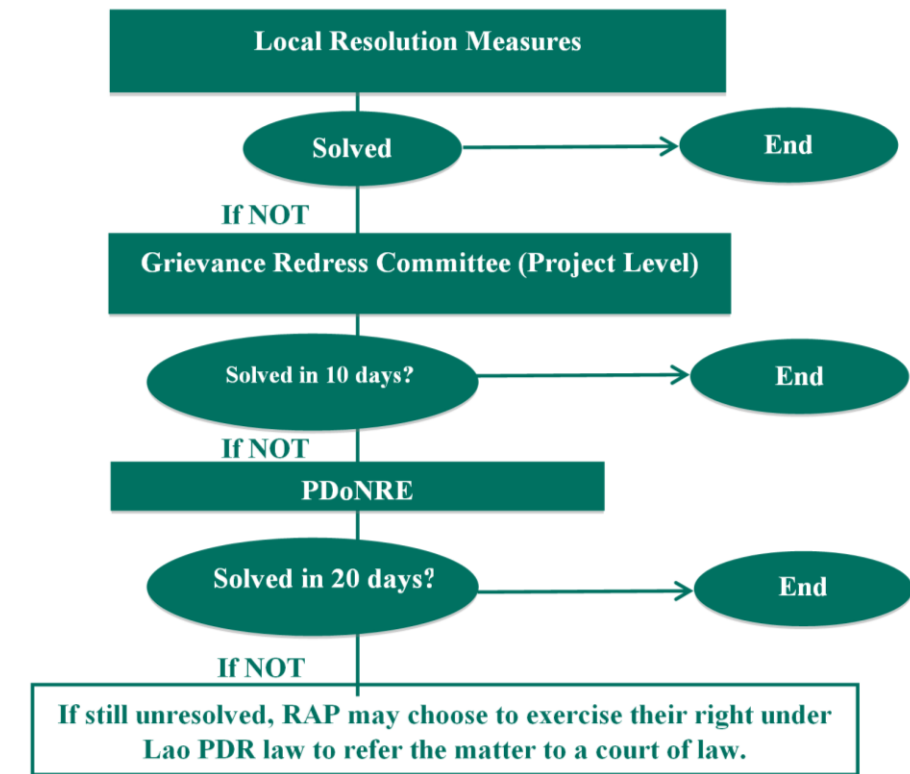 Local Resolution Measures
Solved
End
If NOT
Grievance Redress Committee (Project Level)
Solved in 10 days?
End
If NOT
PDoNRE
Solved in 20 days?
End
If NOT
If still unresolved, RAP may choose to exercise their right under
Lao PDR law to refer the matter to a court of law.